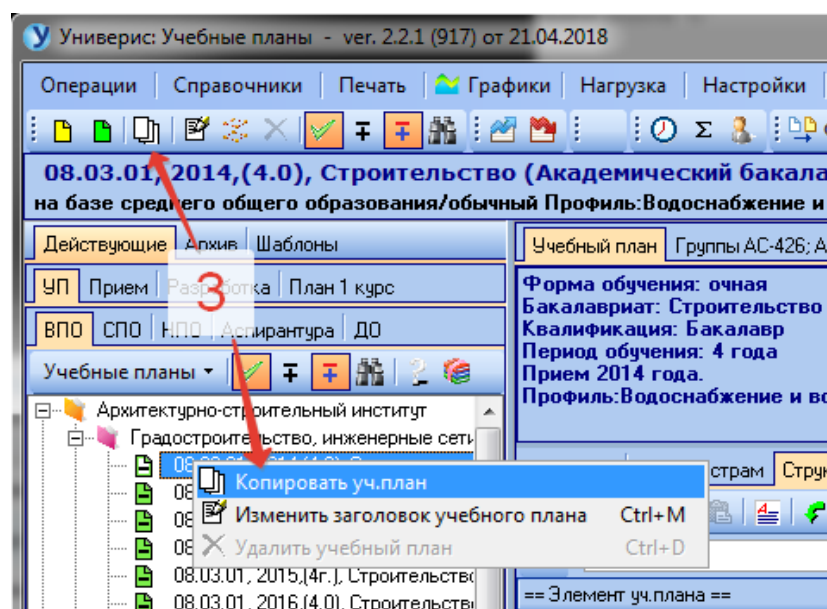 Универис: Учебные планы - ver. 2.2.1 (917) от 21.04.2018
Операции Справочники Печать Графики Нагрузка Настройки
08.03.01, 2014,(4.0), Строительство (Академический бакала
на базе среднего общего образования/обычный Профиль:Водоснабжение и
Действующие Архив Шаблоны
Учебный план Группы АС-426; А
УП Прием Разработка План 1 курс
ВПО СПО НПО Аспирантура ДО
3
Форма обучения: очная
Бакалавриат: Строительство
Квалификация: Бакалавр
Период обучения: 4 года
Прием 2014 года.
Профиль:Водоснабжение и во
Учебные планы
Архитектурно-строительный институт
Градостроительство, инженерные сети
Копировать уч.план
Изменить заголовок учебного плана Ctrl+M
Удалить учебный план Ctrl+D
страм Струк
08
08
08
08.03.01, 2015,(4г.), Строительство
08.03.01, 2016,(4.0), Строительство
== Элемент уч.плана ==